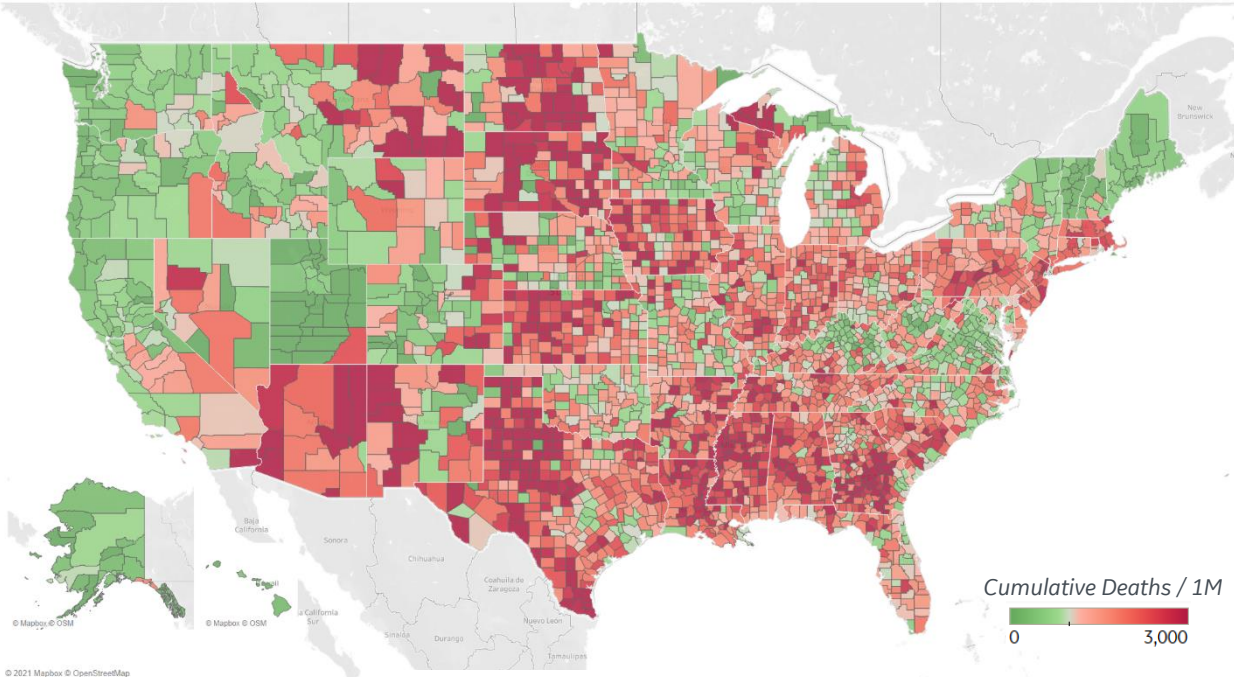 New
Brunswick
Baja
California
Sonora
Chihuahua
Coahuila de
Zaragoza
Nuevo León
Tamaulipas
Sinaloa
Durango
a California
Sur
© Mapbox © OSM
© Mapbox © OSM
Cumulative Deaths / 1M
0
3,000
© 2021 Mapbox © OpenStreetMap